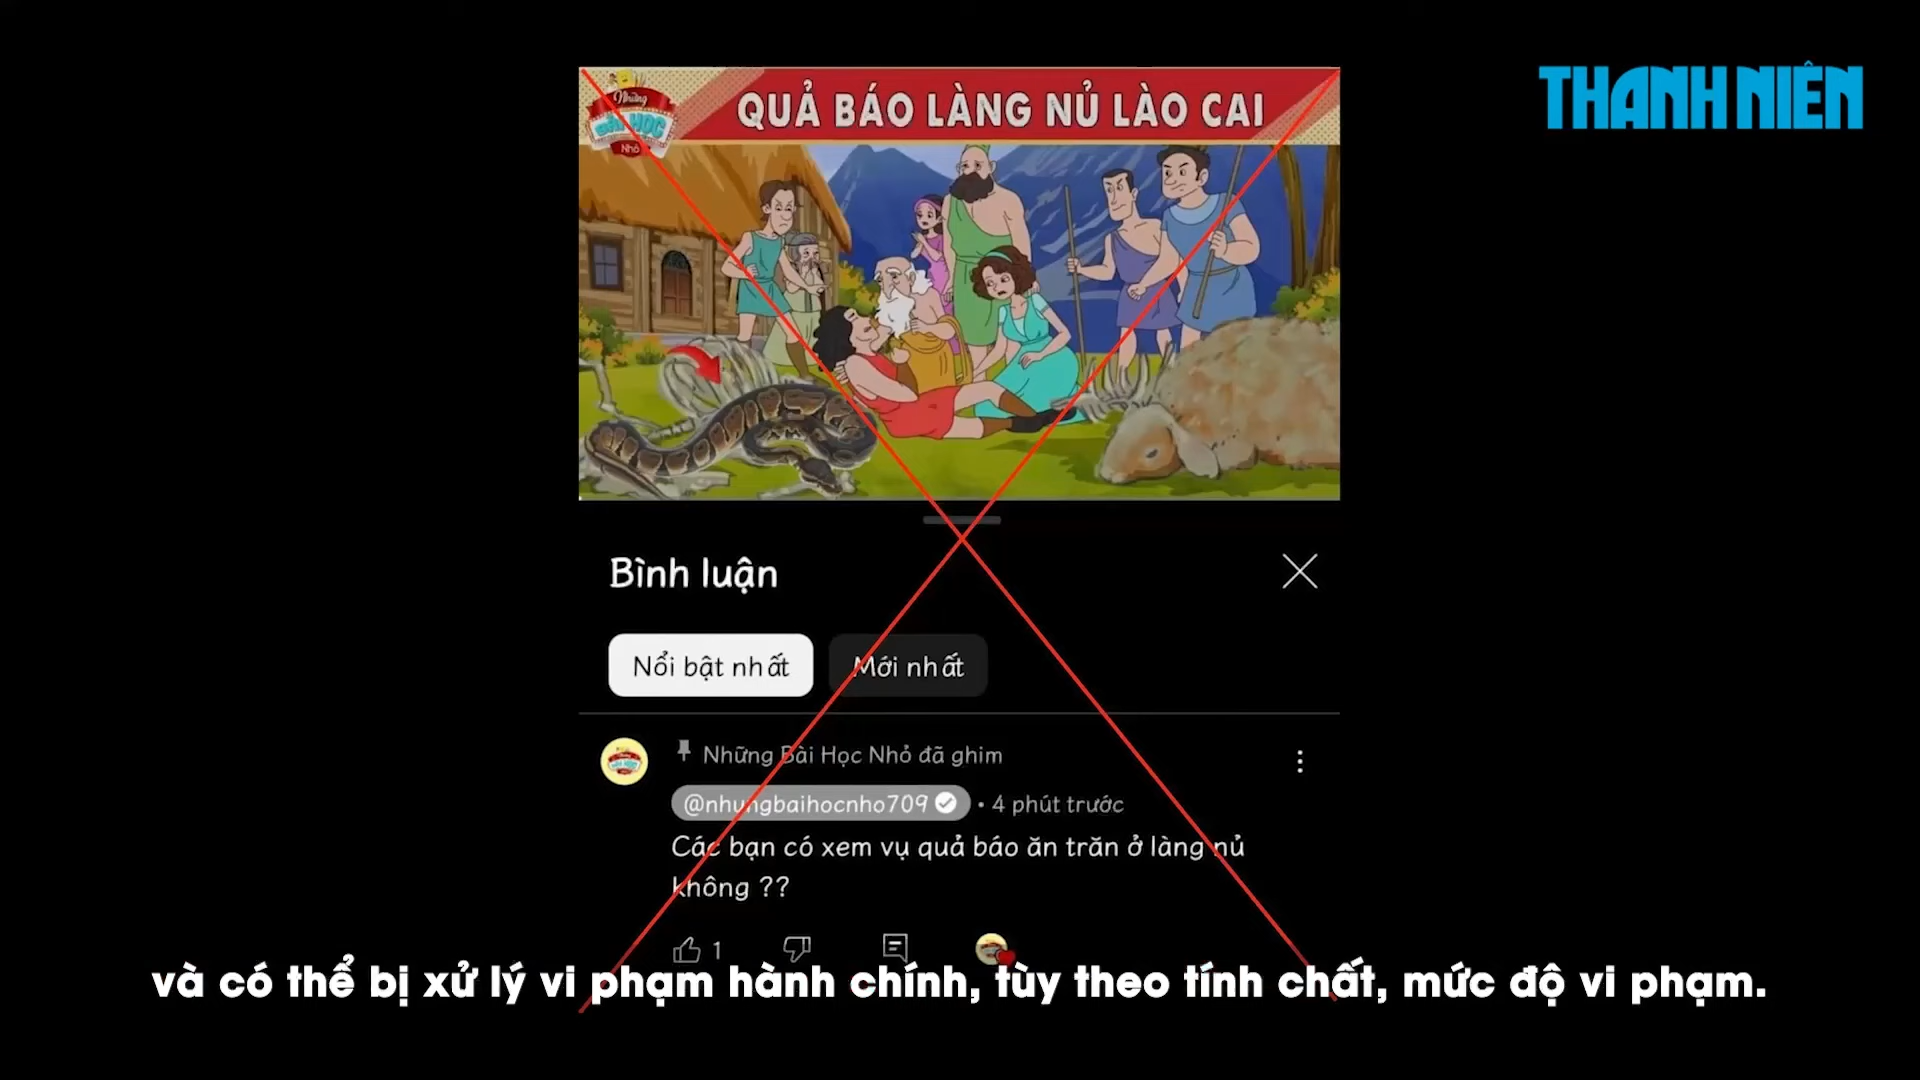 THANH NIÊN
Những
BÀI HỌC
Nhỏ
QUẢ BÁO LÀNG NỦ LÀO CAI
Bình luận
Nổi bật nhất
Mới nhất
Những Bài Học Nhỏ đã ghim
@nhungbaihocnho709 • 4 phút trước
Các bạn có xem vụ quả báo ăn trăn ở làng nủ
không ??
1
và có thể bị xử lý vi phạm hành chính, tùy theo tính chất, mức độ vi phạm.